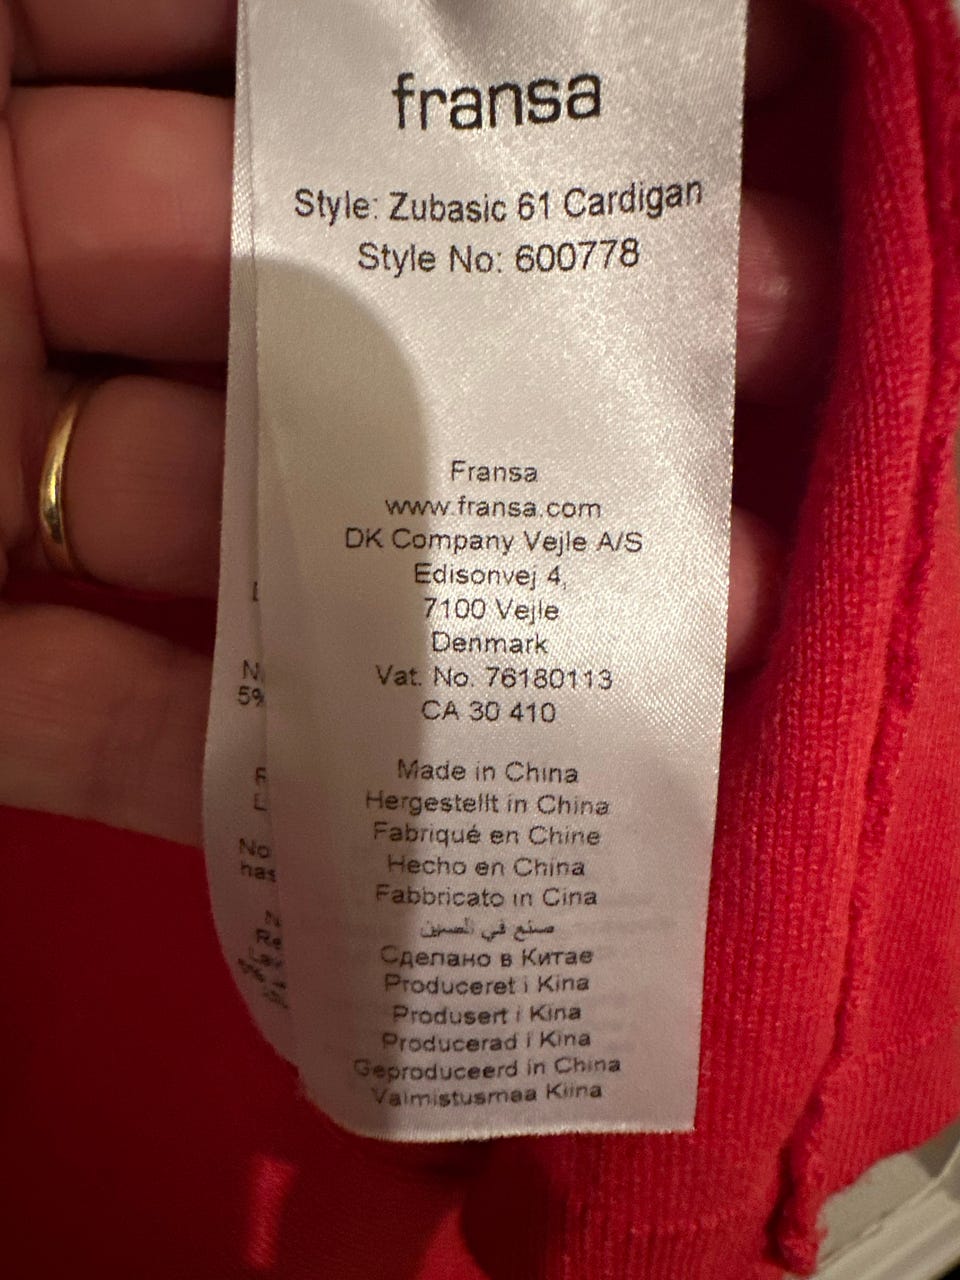 fransa
Style: Zubasic 61 Cardigan
Style No: 600778
Fransa
www.fransa.com
DK Company Vejle A/S
Edisonvej 4,
7100 Vejle
Denmark
Vat. No. 76180113
CA 30 410
Made in China
Hergestellt in China
Fabriqué en Chine
Hecho en China
Fabbricato in Cina
صنع في الصين
Сделано в Китае
Produceret i Kina
Produsert i Kina
Producerad i Kina
Geproduceerd in China
Valmistusmaa Kiina
5%
No
has